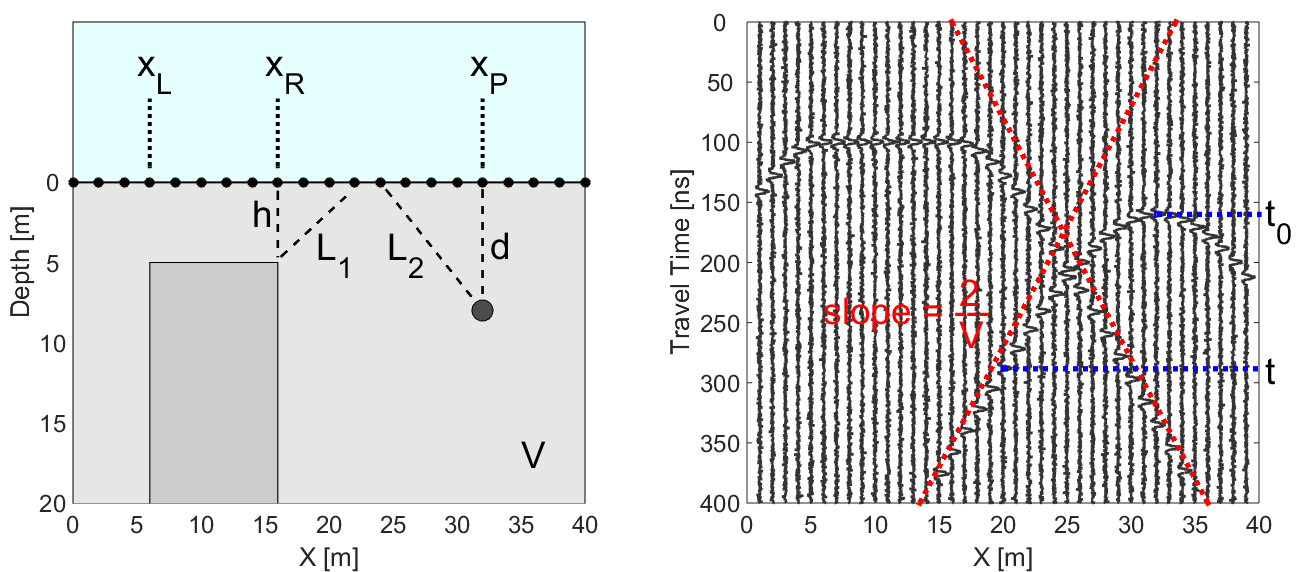 x_L x_R x_P
h L_1 L_2 d
V
0
5
10
15
20
Depth [m]
0 5 10 15 20 25 30 35 40
X [m]
0
50
100
150
200
250
300
350
400
Travel Time [ns]
t_0
slope = 2/V
t
0 5 10 15 20 25 30 35 40
X [m]